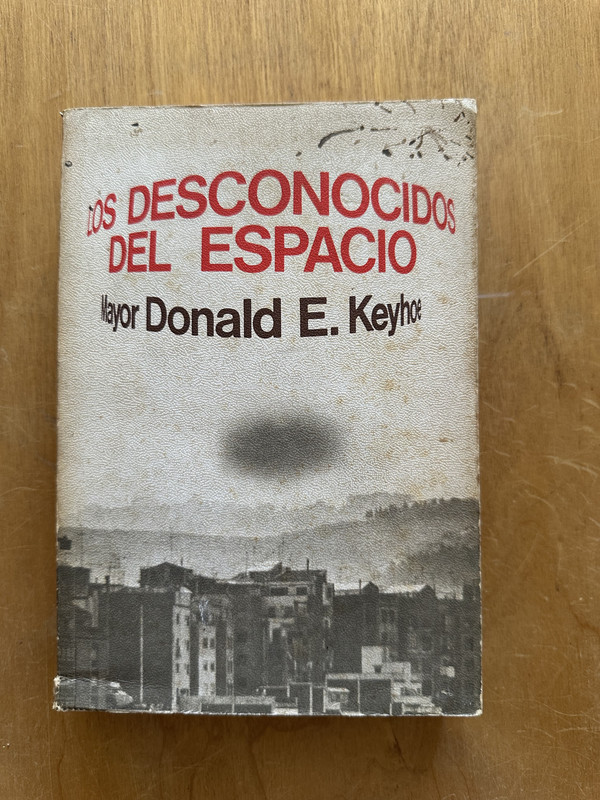 LOS DESCONOCIDOS
DEL ESPACIO
Mayor Donald E. Keyhoe